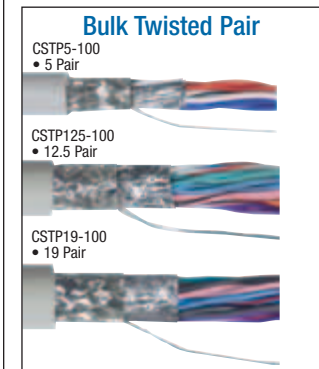 Bulk Twisted Pair
CSTP5-100
• 5 Pair
CSTP125-100
• 12.5 Pair
CSTP19-100
• 19 Pair